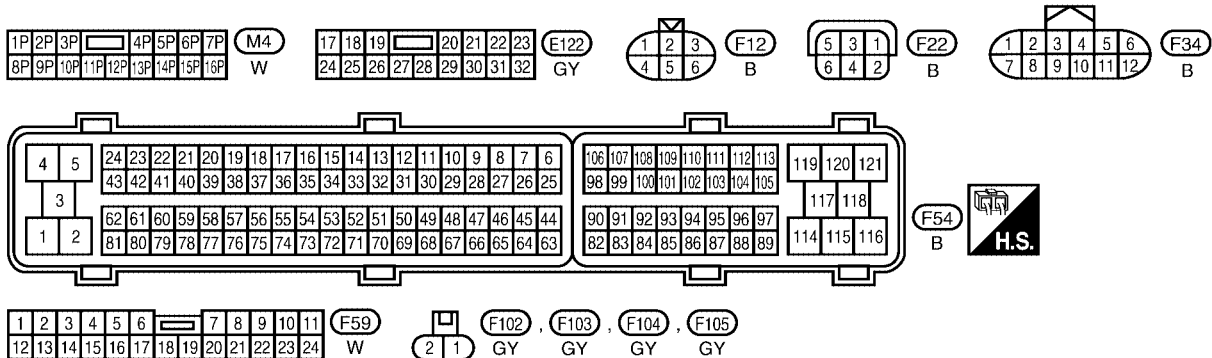 1P 2P 3P 4P 5P 6P 7P M4
8P 9P 10P 11P 12P 13P 14P 15P 16P W
17 18 19 20 21 22 23 E122
24 25 26 27 28 29 30 31 32 GY
1 2 3 F12
4 5 6 B
5 3 1 F22
6 4 2 B
1 2 3 4 5 6 F34
7 8 9 10 11 12 B
4 5 24 23 22 21 20 19 18 17 16 15 14 13 12 11 10 9 8 7 6 106 107 108 109 110 111 112 113 119 120 121
43 42 41 40 39 38 37 36 35 34 33 32 31 30 29 28 27 26 25 98 99 100 101 102 103 104 105
3 117 118
62 61 60 59 58 57 56 55 54 53 52 51 50 49 48 47 46 45 44 90 91 92 93 94 95 96 97 F54
1 2 81 80 79 78 77 76 75 74 73 72 71 70 69 68 67 66 65 64 63 82 83 84 85 86 87 88 89 114 115 116 B
H.S.
1 2 3 4 5 6 7 8 9 10 11 F59
12 13 14 15 16 17 18 19 20 21 22 23 24 W
F102 , F103 , F104 , F105
2 1 GY GY GY GY